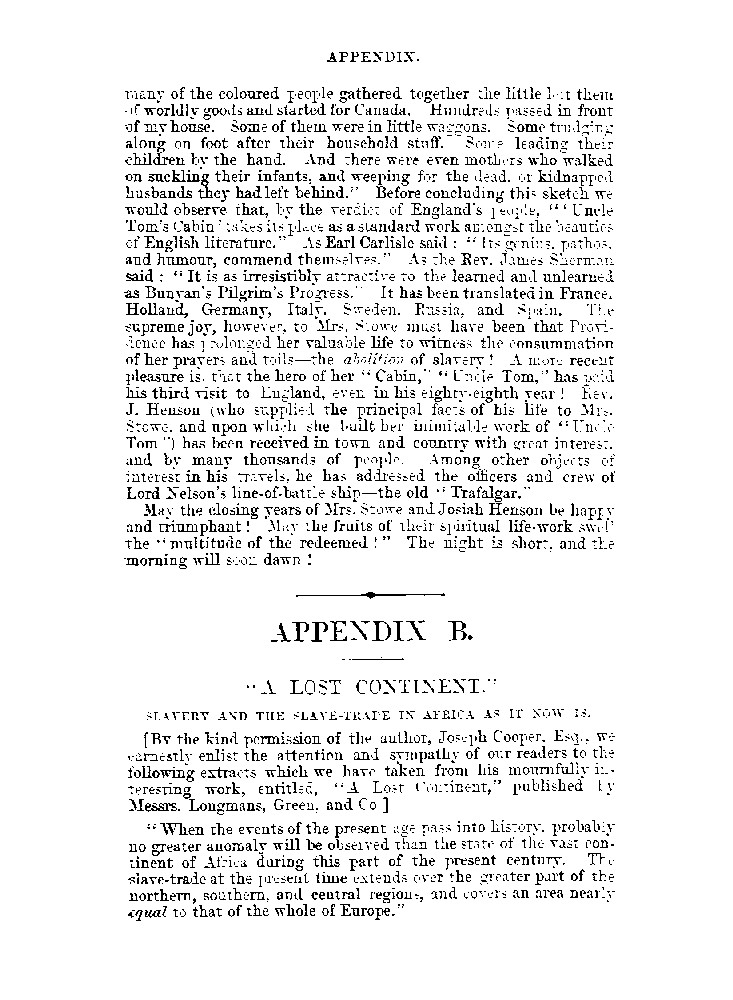 APPENDIX.
many of the coloured people gathered together the little left them
of worldly goods and started for Canada. Hundreds passed in front
of my house. Some of them were in little waggons. Some trudging
along on foot after their household stuff. Some leading their
children by the hand. And there were even mothers who walked
on suckling their infants, and weeping for the dead, or kidnapped
husbands they had left behind." Before concluding this sketch we
would observe that, by the verdict of England's people, "'Uncle
Tom's Cabin' takes its place as a standard work amongst the beauties
of English literature." As Earl Carlisle said: "Its genius, pathos,
and humour, commend themselves." As the Rev. James Sherman
said: "It is as irresistibly attractive to the learned and unlearned
as Bunyan's Pilgrim's Progress." It has been translated in France,
Holland, Germany, Italy, Sweden, Russia, and Spain. The
supreme joy, however, to Mrs. Stowe must have been that Provi-
dence has prolonged her valuable life to witness the consummation
of her prayers and toils—the abolition of slavery! A more recent
pleasure is, that the hero of her "Cabin," "Uncle Tom," has paid
his third visit to England, even in his eighty-eighth year! Rev.
J. Henson (who supplied the principal facts of his life to Mrs.
Stowe, and upon which she built her inimitable work of "Uncle
Tom") has been received in town and country with great interest,
and by many thousands of people. Among other objects of
interest in his travels, he has addressed the officers and crew of
Lord Nelson's line-of-battle ship—the old "Trafalgar."
May the closing years of Mrs. Stowe and Josiah Henson be happy
and triumphant! May the fruits of their spiritual life-work swell
the "multitude of the redeemed!" The night is short, and the
morning will soon dawn!
APPENDIX B.
"A LOST CONTINENT."
SLAVERY AND THE SLAVE-TRADE IN AFRICA AS IT NOW IS.
[By the kind permission of the author, Joseph Cooper, Esq., we
earnestly enlist the attention and sympathy of our readers to the
following extracts which we have taken from his mournfully in-
teresting work, entitled, "A Lost Continent," published by
Messrs. Longmans, Green, and Co]
"When the events of the present age pass into history, probably
no greater anomaly will be observed than the state of the vast con-
tinent of Africa during this part of the present century. The
slave-trade at the present time extends over the greater part of the
northern, southern, and central regions, and covers an area nearly
equal to that of the whole of Europe."